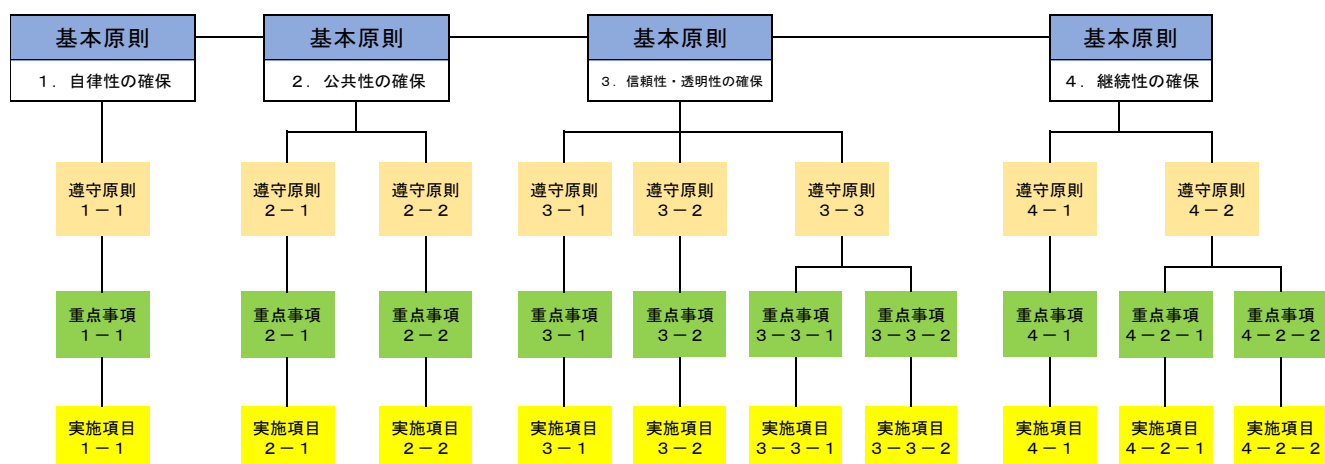 基本原則
1．自律性の確保
基本原則
2．公共性の確保
基本原則
3．信頼性・透明性の確保
基本原則
4．継続性の確保
遵守原則
1－1
遵守原則
2－1
遵守原則
2－2
遵守原則
3－1
遵守原則
3－2
遵守原則
3－3
遵守原則
4－1
遵守原則
4－2
重点事項
1－1
重点事項
2－1
重点事項
2－2
重点事項
3－1
重点事項
3－2
重点事項
3－3－1
重点事項
3－3－2
重点事項
4－1
重点事項
4－2－1
重点事項
4－2－2
実施項目
1－1
実施項目
2－1
実施項目
2－2
実施項目
3－1
実施項目
3－2
実施項目
3－3－1
実施項目
3－3－2
実施項目
4－1
実施項目
4－2－1
実施項目
4－2－2